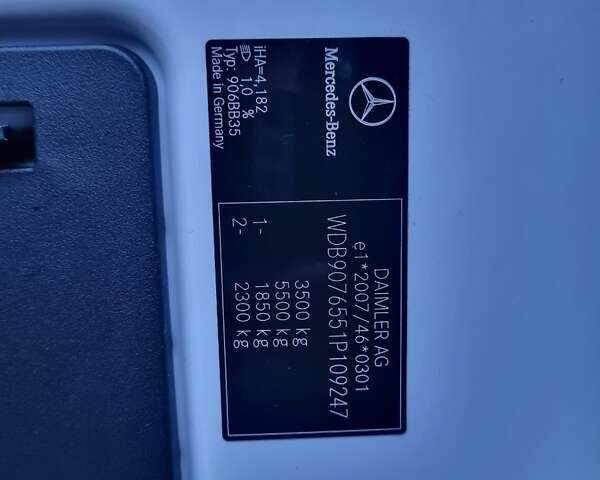 Mercedes-Benz
iHA=4,182
1,0 %
Typ: 906BB35
Made in Germany
DAIMLER AG
e1*2007/46*0301
WDB9076551P109247
3500 kg
5500 kg
1- 1850 kg
2- 2300 kg